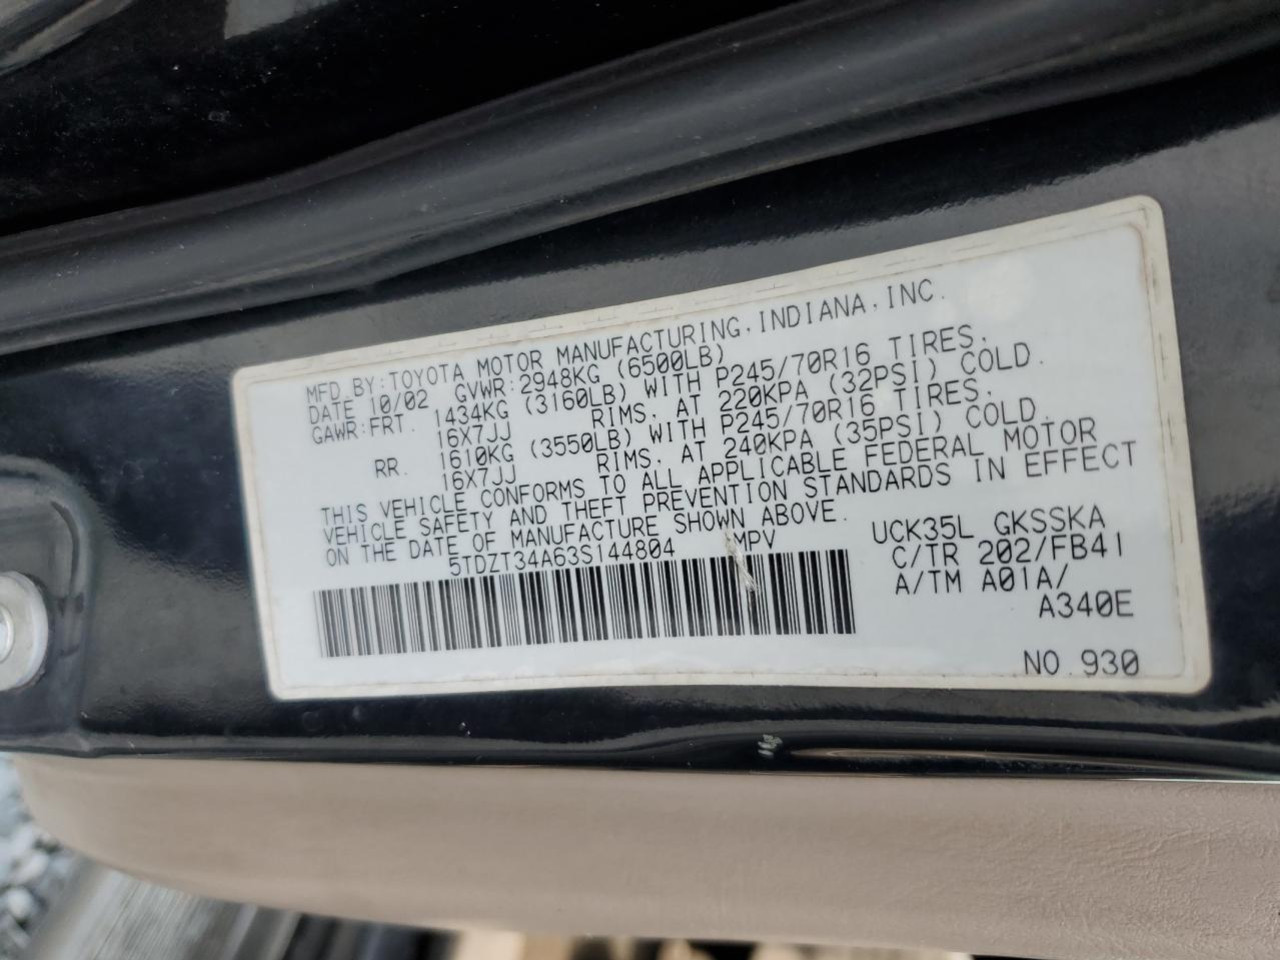 MFD.BY:TOYOTA MOTOR MANUFACTURING,INDIANA,INC.
DATE 10/02 GVWR:2948KG (6500LB)
GAWR:FRT. 1434KG (3160LB) WITH P245/70R16 TIRES.
16X7JJ RIMS. AT 220KPA (32PSI) COLD.
RR. 1610KG (3550LB) WITH P245/70R16 TIRES.
16X7JJ RIMS. AT 240KPA (35PSI) COLD.
THIS VEHICLE CONFORMS TO ALL APPLICABLE FEDERAL MOTOR
VEHICLE SAFETY AND THEFT PREVENTION STANDARDS IN EFFECT
ON THE DATE OF MANUFACTURE SHOWN ABOVE.
5TDZT34A63S144804 MPV
UCK35L GKSSKA
C/TR 202/FB41
A/TM A01A/
A340E
NO.930